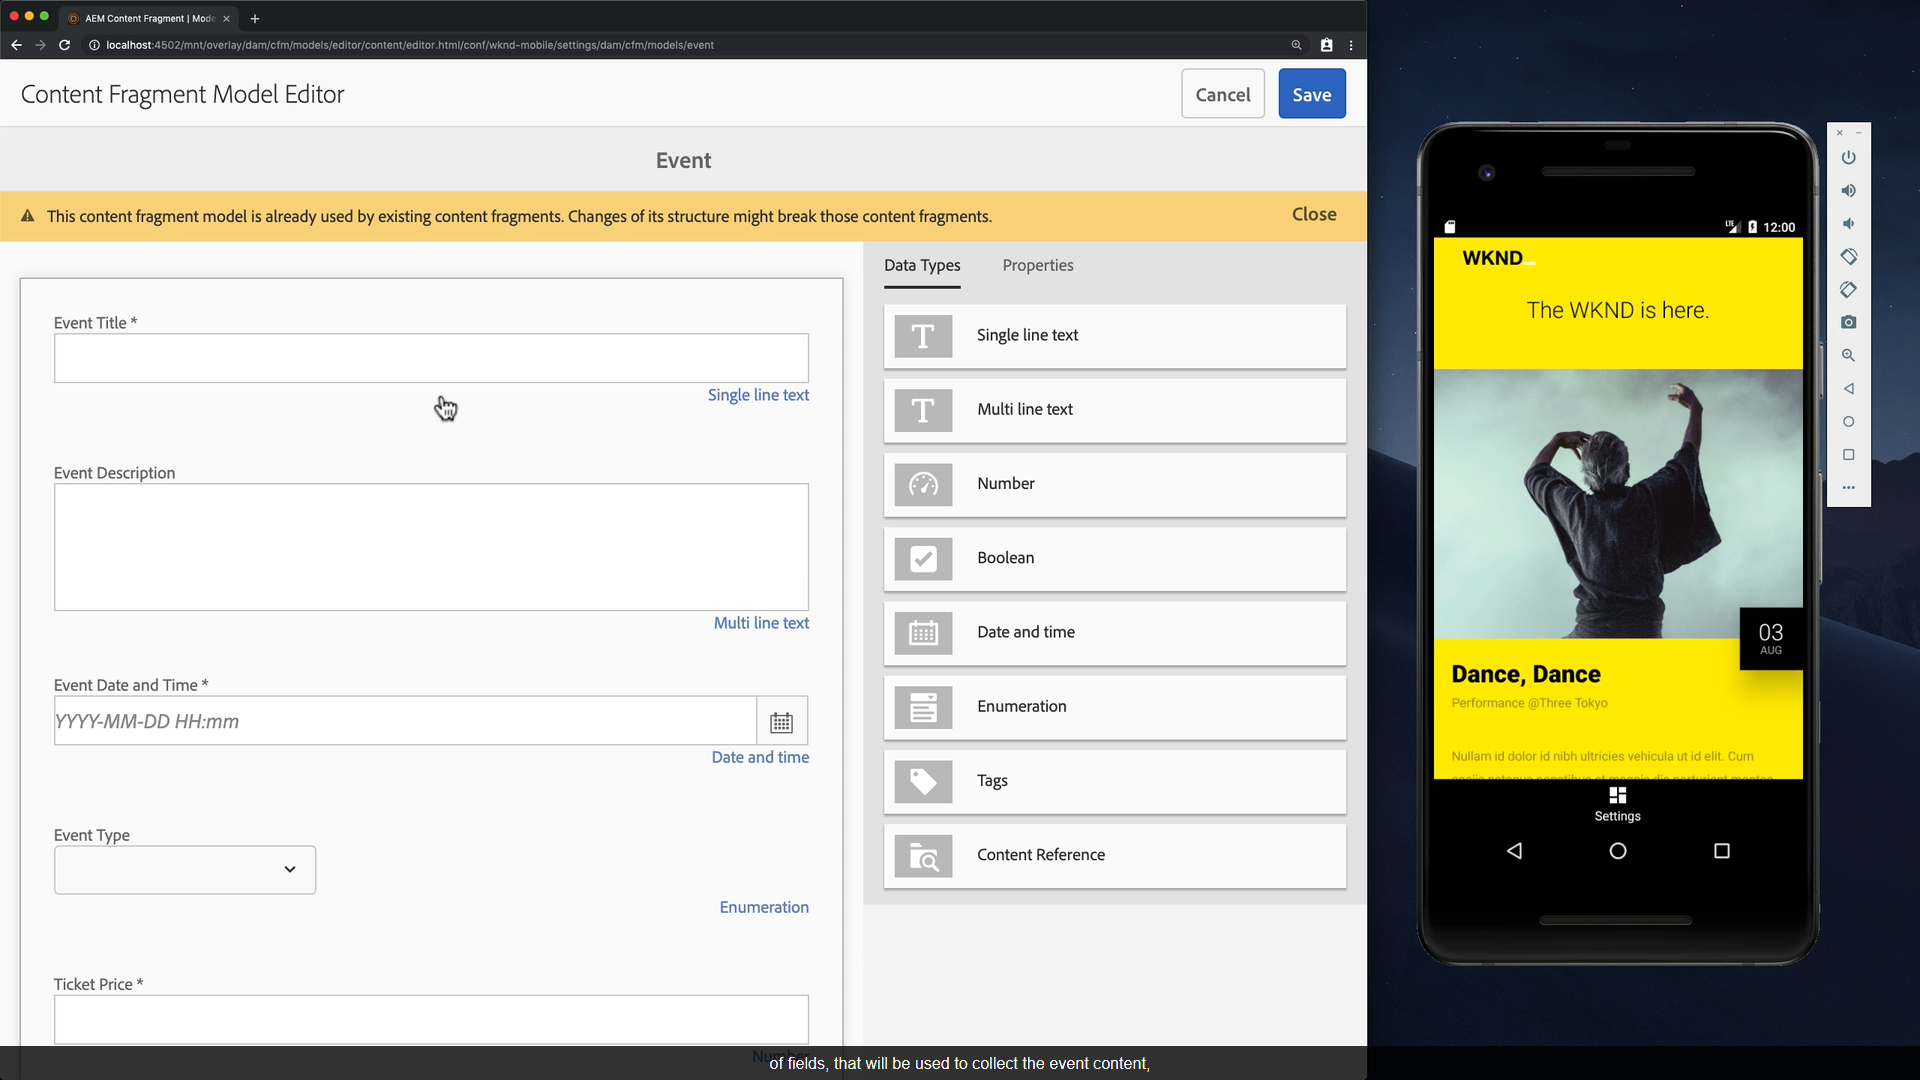 AEM Content Fragment | Mode
localhost:4502/mnt/overlay/dam/cfm/models/editor/content/editor.html/conf/wknd-mobile/settings/dam/cfm/models/event
Content Fragment Model Editor
Cancel
Save
Event
This content fragment model is already used by existing content fragments. Changes of its structure might break those content fragments.
Close
Event Title *
Single line text
Event Description
Multi line text
Event Date and Time *
YYYY-MM-DD HH:mm
Date and time
Event Type
Enumeration
Ticket Price *
Number
Data Types
Properties
Single line text
Multi line text
Number
Boolean
Date and time
Enumeration
Tags
Content Reference
LTE
12:00
WKND_
The WKND is here.
03
AUG
Dance, Dance
Performance @Three Tokyo
Nullam id dolor id nibh ultricies vehicula ut id elit. Cum
Settings
of fields, that will be used to collect the event content,